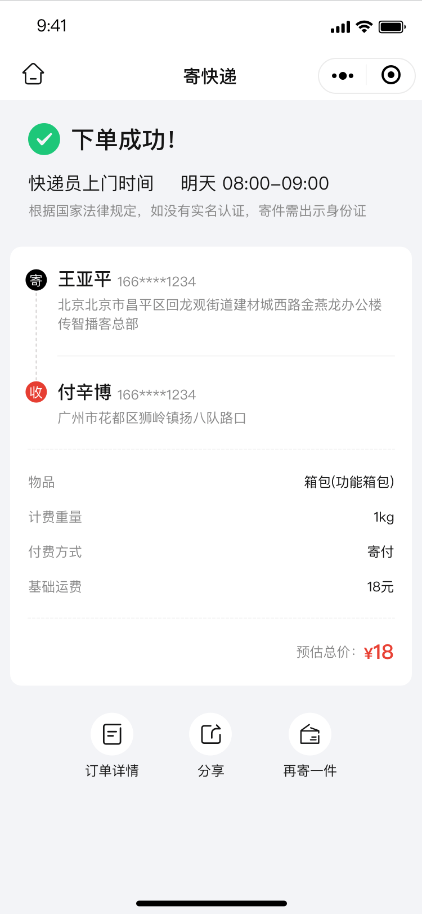 9:41
寄快递
下单成功！
快递员上门时间 明天 08:00-09:00
根据国家法律规定，如没有实名认证，寄件需出示身份证
寄 王亚平 166****1234
北京北京市昌平区回龙观街道建材城西路金燕龙办公楼
传智播客总部
收 付辛博 166****1234
广州市花都区狮岭镇扬八队路口
物品 箱包(功能箱包)
计费重量 1kg
付费方式 寄付
基础运费 18元
预估总价：¥18
订单详情 分享 再寄一件